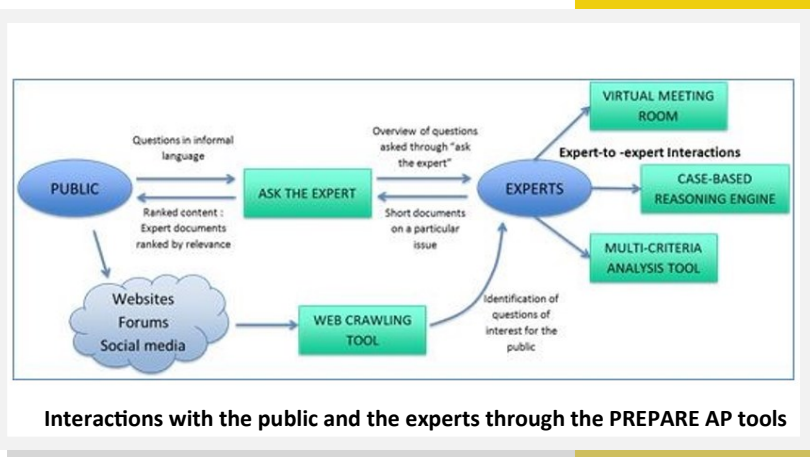 VIRTUAL MEETING
ROOM
Questions in informal
language
Overview of questions
asked through "ask
the expert"
Expert-to -expert Interactions
PUBLIC
ASK THE EXPERT
EXPERTS
CASE-BASED
REASONING ENGINE
Ranked content :
Expert documents
ranked by relevance
Short documents
on a particular
issue
MULTI-CRITERIA
ANALYSIS TOOL
Websites
Forums
Social media
WEB CRAWLING
TOOL
Identification of
questions of
interest for the
public
Interactions with the public and the experts through the PREPARE AP tools